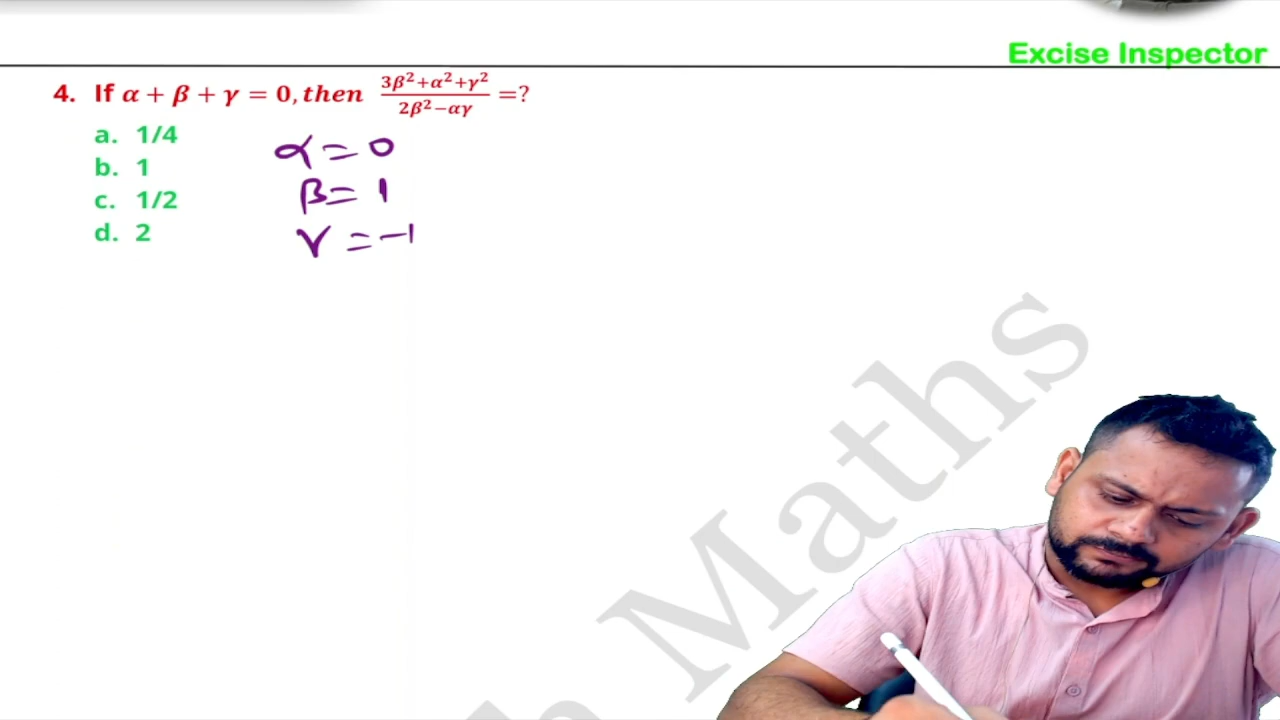 Excise Inspector
4. If α + β + γ = 0, then (3β²+α²+γ²)/(2β²−αγ) =?
a. 1/4
b. 1
c. 1/2
d. 2
α = 0
β = 1
γ = -1
Maths